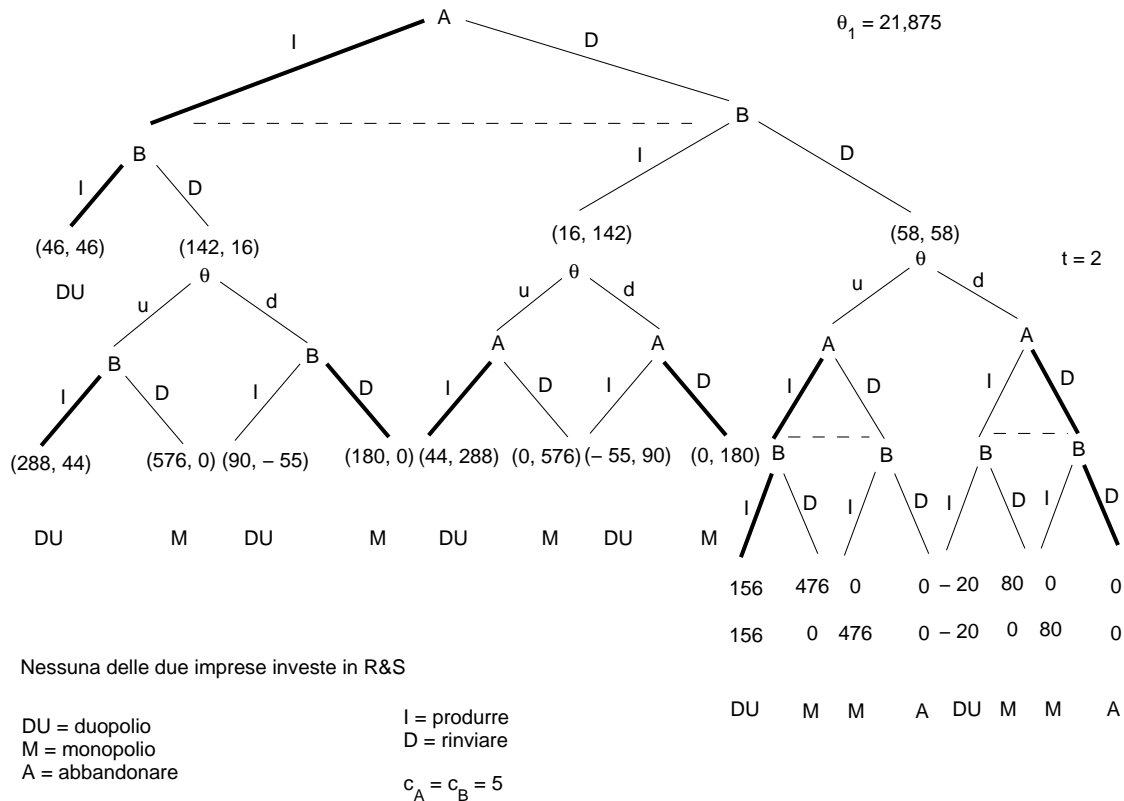 A θ1 = 21,875
I D
B
B I D
I D
(46, 46) (142, 16) (16, 142) (58, 58)
DU θ θ θ t = 2
u d u d u d
B B A A A A
I D I D I D I D I D I D
(288, 44) (576, 0) (90, − 55) (180, 0) (44, 288) (0, 576) (− 55, 90) (0, 180) B B B B
I D I D I D I D
DU M DU M DU M DU M
156 476 0 0 − 20 80 0 0
156 0 476 0 − 20 0 80 0
Nessuna delle due imprese investe in R&S
DU M M A DU M M A
DU = duopolio
M = monopolio
A = abbandonare
I = produrre
D = rinviare
cA = cB = 5